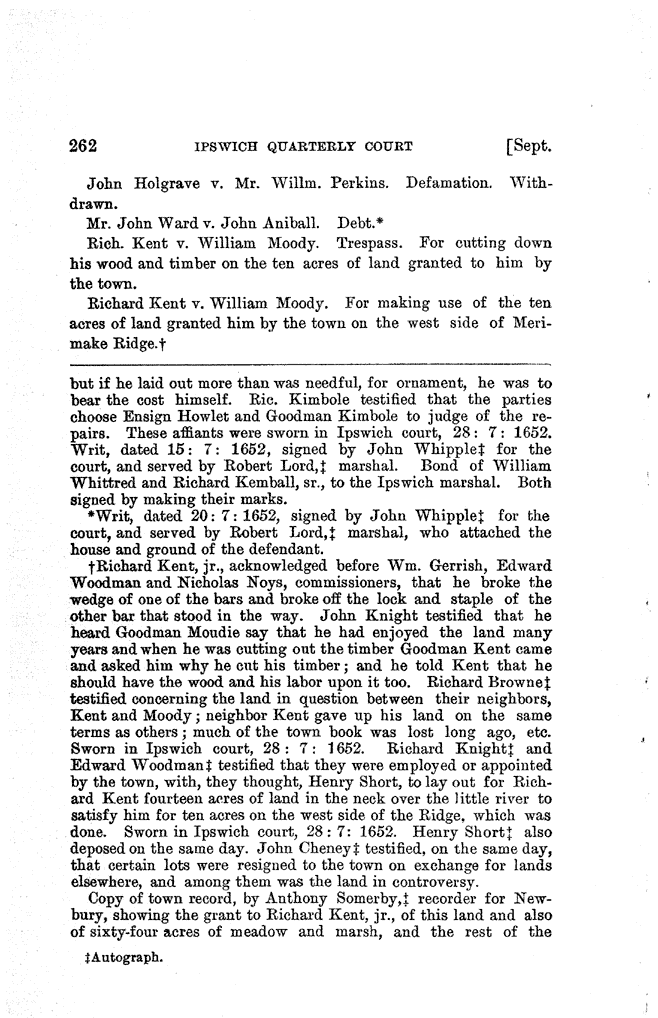 262 IPSWICH QUARTERLY COURT [Sept.
John Holgrave v. Mr. Willm. Perkins. Defamation. With-
drawn.
Mr. John Ward v. John Aniball. Debt.*
Rich. Kent v. William Moody. Trespass. For cutting down
his wood and timber on the ten acres of land granted to him by
the town.
Richard Kent v. William Moody. For making use of the ten
acres of land granted him by the town on the west side of Meri-
make Ridge.†
but if he laid out more than was needful, for ornament, he was to
bear the cost himself. Ric. Kimbole testified that the parties
choose Ensign Howlet and Goodman Kimbole to judge of the re-
pairs. These affiants were sworn in Ipswich court, 28: 7: 1652.
Writ, dated 15: 7: 1652, signed by John Whipple‡ for the
court, and served by Robert Lord,‡ marshal. Bond of William
Whittred and Richard Kemball, sr., to the Ipswich marshal. Both
signed by making their marks.
*Writ, dated 20: 7: 1652, signed by John Whipple‡ for the
court, and served by Robert Lord,‡ marshal, who attached the
house and ground of the defendant.
†Richard Kent, jr., acknowledged before Wm. Gerrish, Edward
Woodman and Nicholas Noys, commissioners, that he broke the
wedge of one of the bars and broke off the lock and staple of the
other bar that stood in the way. John Knight testified that he
heard Goodman Moudie say that he had enjoyed the land many
years and when he was cutting out the timber Goodman Kent came
and asked him why he cut his timber; and he told Kent that he
should have the wood and his labor upon it too. Richard Browne‡
testified concerning the land in question between their neighbors,
Kent and Moody; neighbor Kent gave up his land on the same
terms as others; much of the town book was lost long ago, etc.
Sworn in Ipswich court, 28: 7: 1652. Richard Knight‡ and
Edward Woodman‡ testified that they were employed or appointed
by the town, with, they thought, Henry Short, to lay out for Rich-
ard Kent fourteen acres of land in the neck over the little river to
satisfy him for ten acres on the west side of the Ridge, which was
done. Sworn in Ipswich court, 28: 7: 1652. Henry Short‡ also
deposed on the same day. John Cheney‡ testified, on the same day,
that certain lots were resigned to the town on exchange for lands
elsewhere, and among them was the land in controversy.
Copy of town record, by Anthony Somerby,‡ recorder for New-
bury, showing the grant to Richard Kent, jr., of this land and also
of sixty-four acres of meadow and marsh, and the rest of the
‡Autograph.